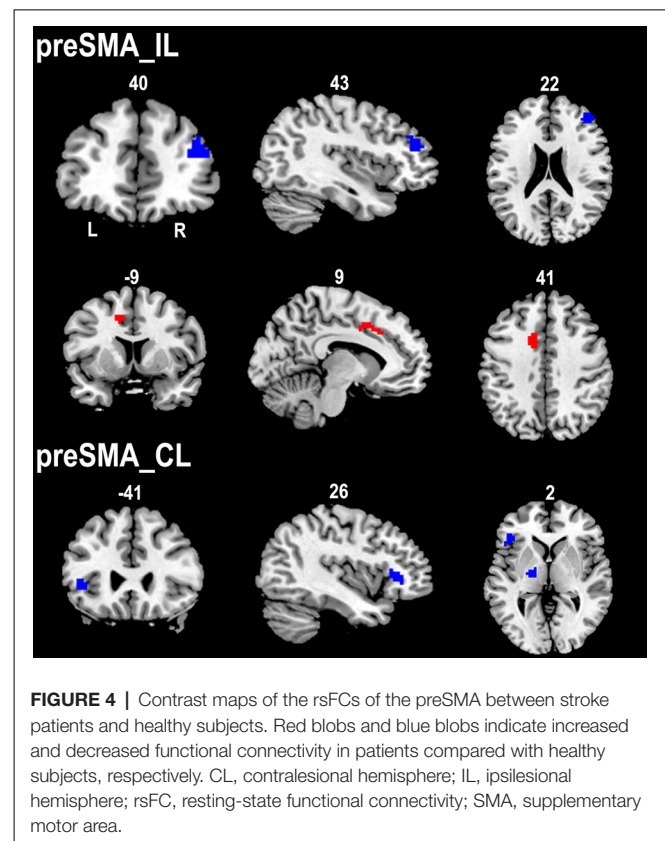 preSMA_IL
40 43 22
L R
-9 9 41
preSMA_CL
-41 26 2
FIGURE 4 | Contrast maps of the rsFCs of the preSMA between stroke
patients and healthy subjects. Red blobs and blue blobs indicate increased
and decreased functional connectivity in patients compared with healthy
subjects, respectively. CL, contralesional hemisphere; IL, ipsilesional
hemisphere; rsFC, resting-state functional connectivity; SMA, supplementary
motor area.